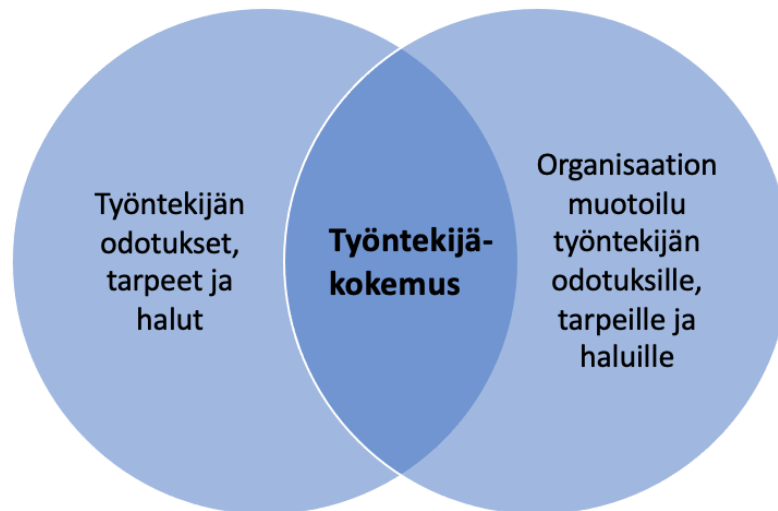 Työntekijän
odotukset,
tarpeet ja
halut
Työntekijä-
kokemus
Organisaation
muotoilu
työntekijän
odotuksille,
tarpeille ja
haluille